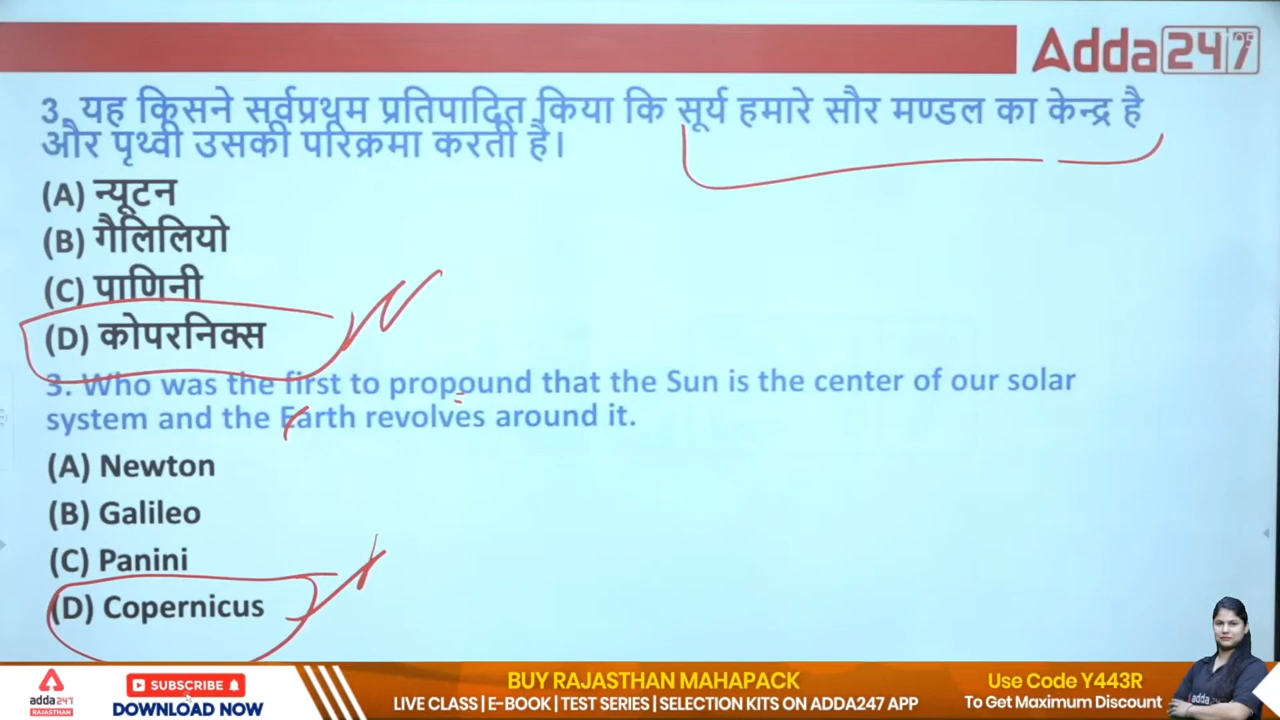 Adda247
3. यह किसने सर्वप्रथम प्रतिपादित किया कि सूर्य हमारे सौर मण्डल का केन्द्र है
और पृथ्वी उसकी परिक्रमा करती है।
(A) न्यूटन
(B) गैलिलियो
(C) पाणिनी
(D) कोपरनिक्स
3. Who was the first to propound that the Sun is the center of our solar
system and the Earth revolves around it.
(A) Newton
(B) Galileo
(C) Panini
(D) Copernicus
adda247
RAJASTHAN
SUBSCRIBE
DOWNLOAD NOW
BUY RAJASTHAN MAHAPACK
LIVE CLASS | E-BOOK | TEST SERIES | SELECTION KITS ON ADDA247 APP
Use Code Y443R
To Get Maximum Discount